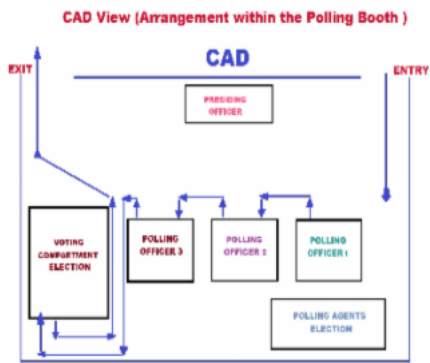 CAD View (Arrangement within the Polling Booth )
CAD
EXIT
ENTRY
PRESIDING
OFFICER
VOTING
COMPARTMENT
ELECTION
POLLING
OFFICER 3
POLLING
OFFICER 2
POLLING
OFFICER 1
POLLING AGENTS
ELECTION